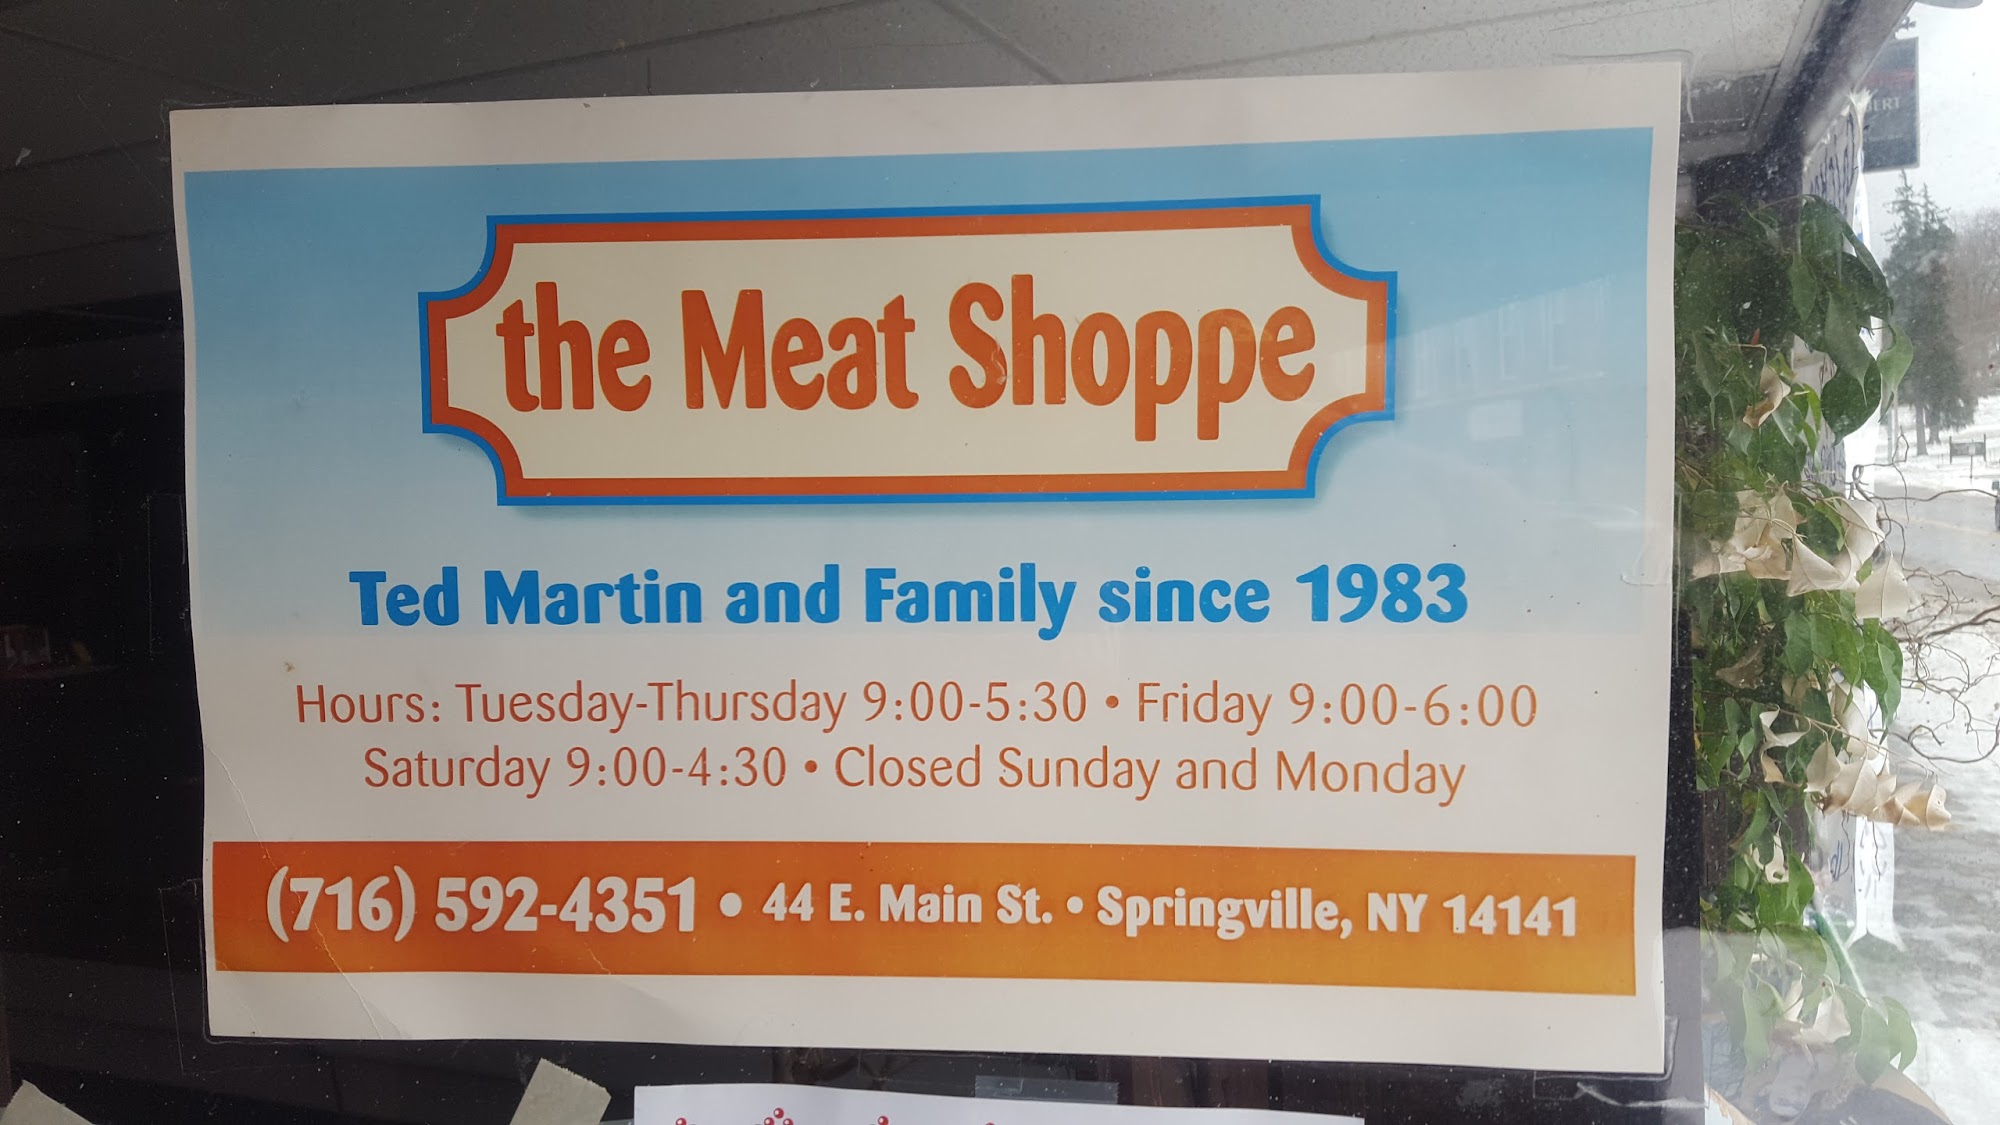 the Meat Shoppe
Ted Martin and Family since 1983
Hours: Tuesday-Thursday 9:00-5:30 • Friday 9:00-6:00
Saturday 9:00-4:30 • Closed Sunday and Monday
(716) 592-4351 • 44 E. Main St. • Springville, NY 14141